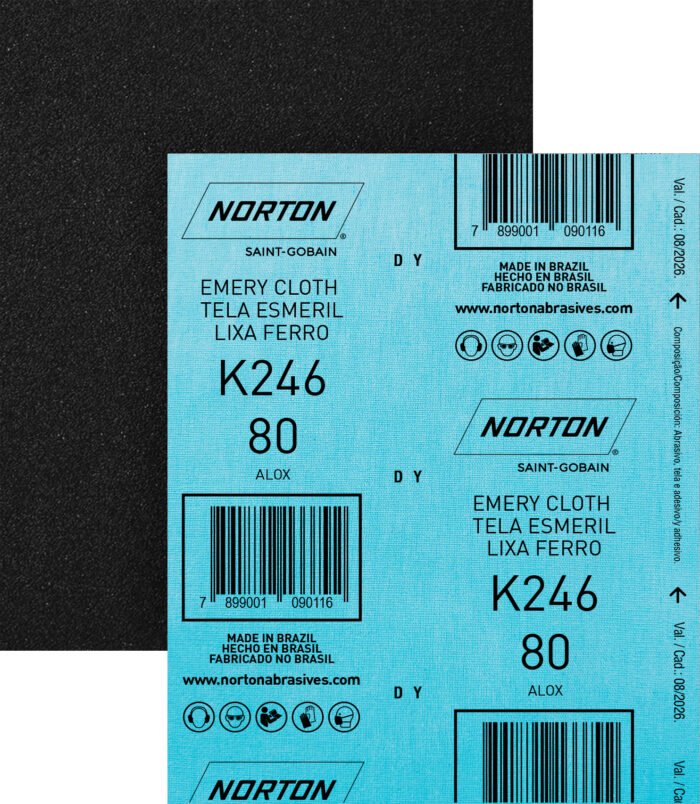 NORTON
®
SAINT-GOBAIN
EMERY CLOTH
TELA ESMERIL
LIXA FERRO
K246
80
ALOX
7 899001 090116
MADE IN BRAZIL
HECHO EN BRASIL
FABRICADO NO BRASIL
www.nortonabrasives.com
NORTON
D Y
D Y
D Y
7 899001 090116
MADE IN BRAZIL
HECHO EN BRASIL
FABRICADO NO BRASIL
www.nortonabrasives.com
NORTON
®
SAINT-GOBAIN
EMERY CLOTH
TELA ESMERIL
LIXA FERRO
K246
80
ALOX
Val. / Cad.: 08/2026.
Composição/Composición: Abrasivo, tela e adesivo/y adhesivo.
Val. / Cad.: 08/2026.
Val. / Ca